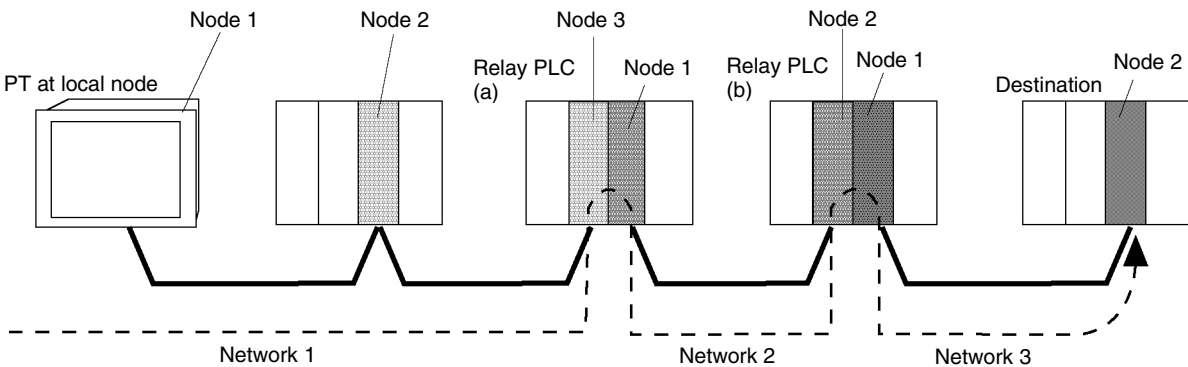 Node 1
Node 2
Node 3
Node 2
PT at local node
Relay PLC
(a)
Node 1
Relay PLC
(b)
Node 1
Destination
Node 2
Network 1
Network 2
Network 3